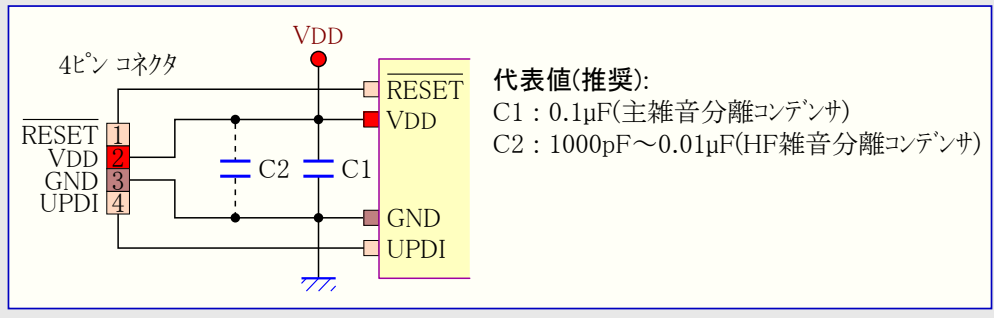 VDD
4ピン コネクタ
RESET 1
VDD 2
GND 3
UPDI 4
C2
C1
RESET
VDD
GND
UPDI
代表値(推奨):
C1 : 0.1µF(主雑音分離コンデンサ)
C2 : 1000pF～0.01µF(HF雑音分離コンデンサ)